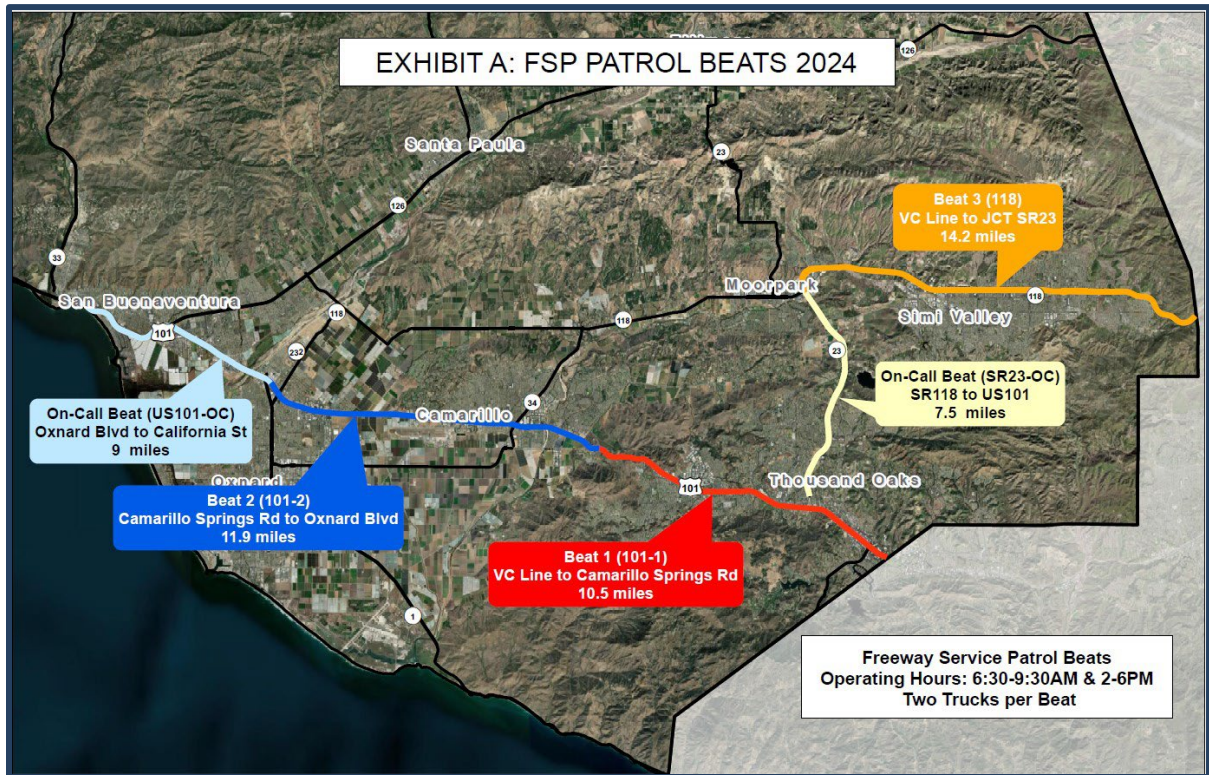 EXHIBIT A: FSP PATROL BEATS 2024
126
Santa Paula
23
126
Beat 3 (118)
VC Line to JCT SR23
14.2 miles
33
Moorpark
San Buenaventura
118
118
118
Simi Valley
101
232
23
On-Call Beat (SR23-OC)
SR118 to US101
7.5 miles
On-Call Beat (US101-OC)
Oxnard Blvd to California St
9 miles
Camarillo
34
Oxnard
101
Thousand Oaks
Beat 2 (101-2)
Camarillo Springs Rd to Oxnard Blvd
11.9 miles
Beat 1 (101-1)
VC Line to Camarillo Springs Rd
10.5 miles
1
Freeway Service Patrol Beats
Operating Hours: 6:30-9:30AM & 2-6PM
Two Trucks per Beat